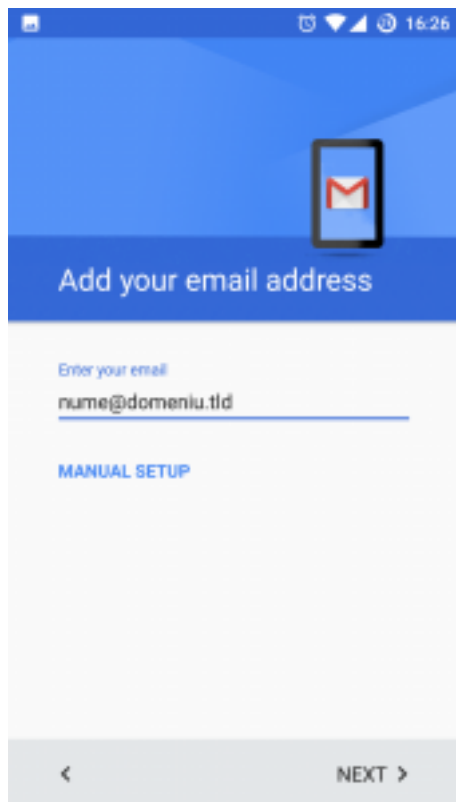 16:26
Add your email address
Enter your email
nume@domeniu.tld
MANUAL SETUP
NEXT